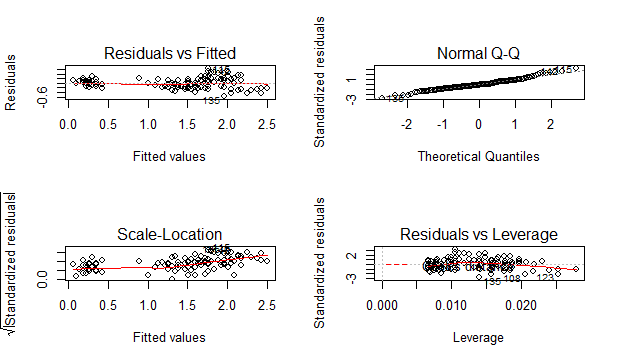 Residuals vs Fitted
Residuals
-0.6
135
0.0 0.5 1.0 1.5 2.0 2.5
Fitted values
Normal Q-Q
Standardized residuals
-3 1
135
-2 -1 0 1 2
Theoretical Quantiles
Scale-Location
√|Standardized residuals|
0.0
0.0 0.5 1.0 1.5 2.0 2.5
Fitted values
Residuals vs Leverage
Standardized residuals
-3 2
135 108 123
0.000 0.010 0.020
Leverage